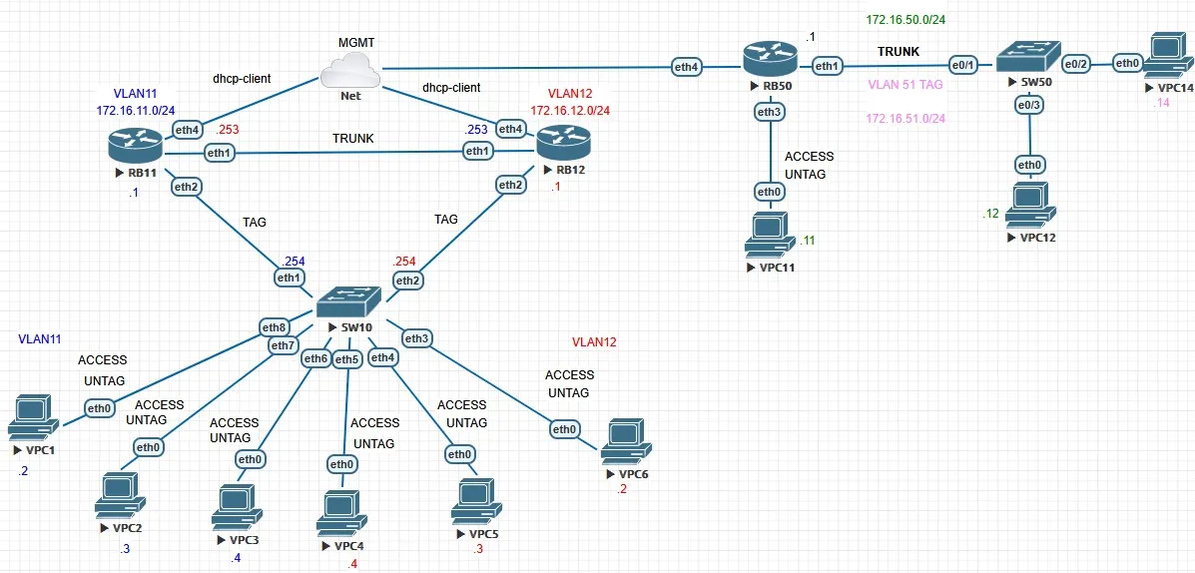 172.16.50.0/24
MGMT
.1
TRUNK
Net
eth4
eth1
e0/1
e0/2
eth0
SW50
RB50
VPC14
.14
VLAN 51 TAG
172.16.51.0/24
e0/3
eth3
dhcp-client
dhcp-client
VLAN11
172.16.11.0/24
VLAN12
172.16.12.0/24
eth4
.253
.253
eth4
TRUNK
eth1
eth1
RB11
RB12
.1
.1
eth2
eth2
ACCESS
UNTAG
eth0
eth0
.12
VPC12
.11
VPC11
TAG
TAG
.254
.254
eth1
eth2
SW10
eth8
eth7
eth6
eth5
eth4
eth3
VLAN11
VLAN12
ACCESS
UNTAG
ACCESS
UNTAG
ACCESS
UNTAG
ACCESS
UNTAG
ACCESS
UNTAG
ACCESS
UNTAG
eth0
eth0
eth0
eth0
eth0
eth0
VPC1
.2
VPC2
.3
VPC3
.4
VPC4
.4
VPC5
.3
VPC6
.2